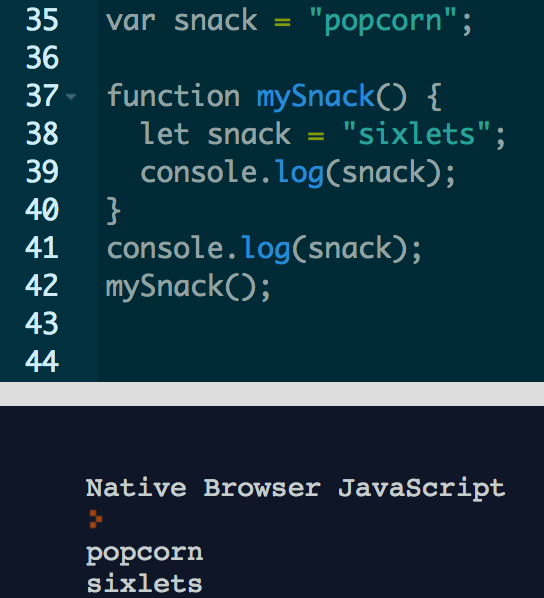 35 var snack = "popcorn";
36
37 function mySnack() {
38   let snack = "sixlets";
39   console.log(snack);
40 }
41 console.log(snack);
42 mySnack();
43
44
Native Browser JavaScript
>
popcorn
sixlets